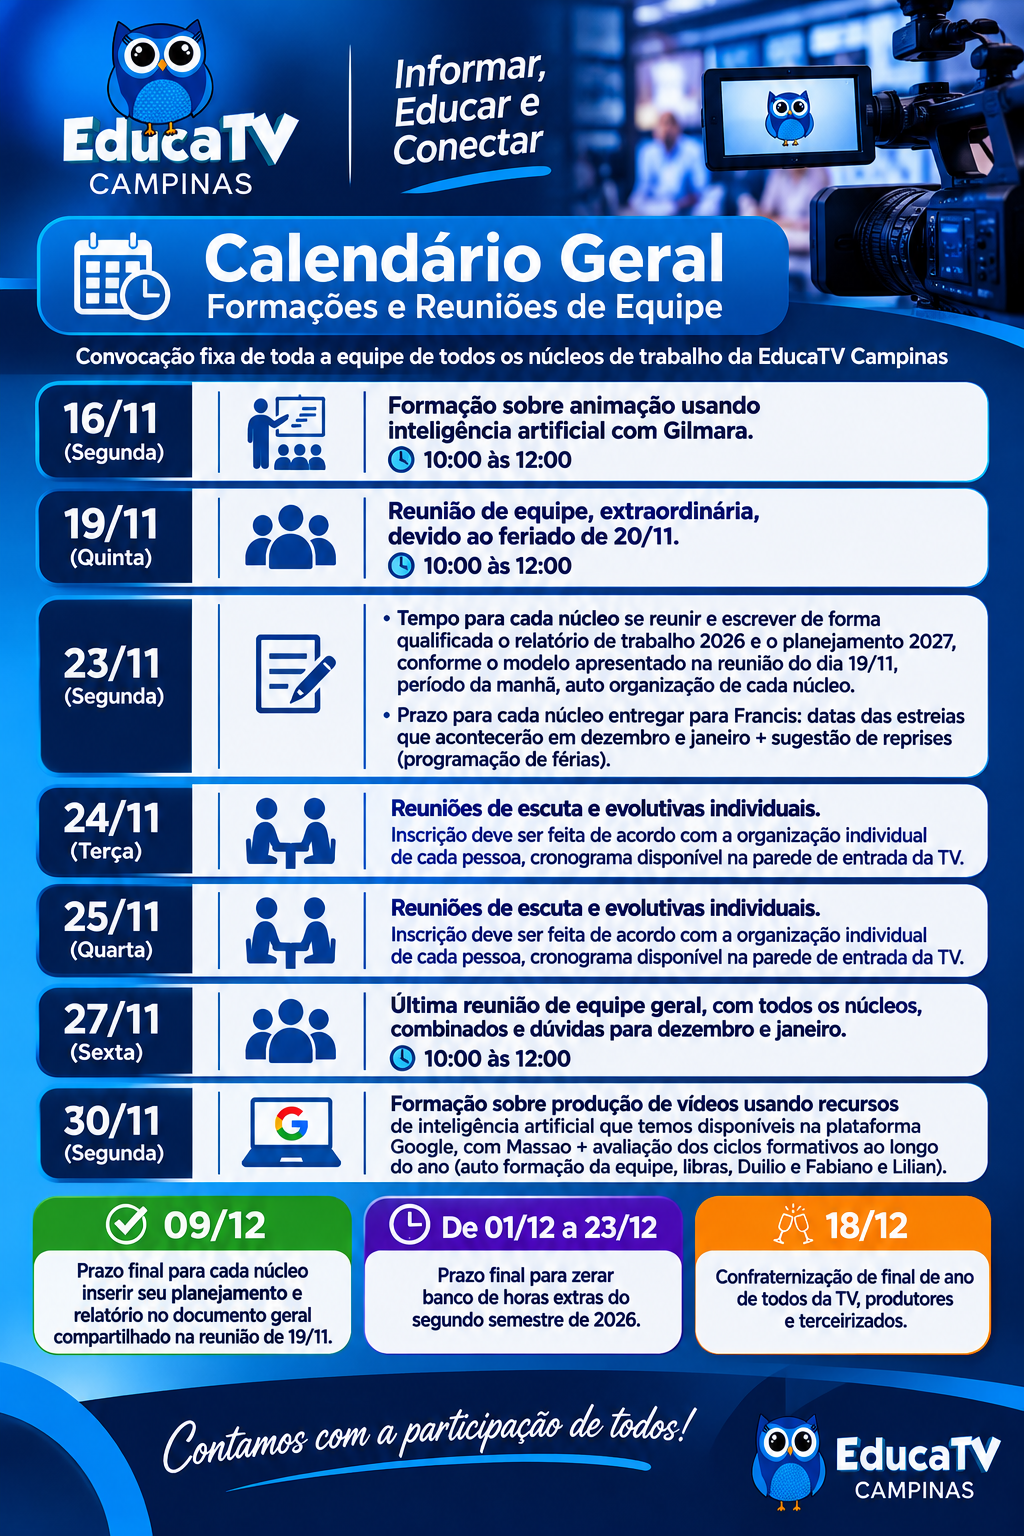 EducaTV
CAMPINAS
Informar,
Educar e
Conectar
Calendário Geral
Formações e Reuniões de Equipe
Convocação fixa de toda a equipe de todos os núcleos de trabalho da EducaTV Campinas
16/11
(Segunda)
Formação sobre animação usando
inteligência artificial com Gilmara.
10:00 às 12:00
19/11
(Quinta)
Reunião de equipe, extraordinária,
devido ao feriado de 20/11.
10:00 às 12:00
23/11
(Segunda)
• Tempo para cada núcleo se reunir e escrever de forma
qualificada o relatório de trabalho 2026 e o planejamento 2027,
conforme o modelo apresentado na reunião do dia 19/11,
período da manhã, auto organização de cada núcleo.
• Prazo para cada núcleo entregar para Francis: datas das estreias
que acontecerão em dezembro e janeiro + sugestão de reprises
(programação de férias).
24/11
(Terça)
Reuniões de escuta e evolutivas individuais.
Inscrição deve ser feita de acordo com a organização individual
de cada pessoa, cronograma disponível na parede de entrada da TV.
25/11
(Quarta)
Reuniões de escuta e evolutivas individuais.
Inscrição deve ser feita de acordo com a organização individual
de cada pessoa, cronograma disponível na parede de entrada da TV.
27/11
(Sexta)
Última reunião de equipe geral, com todos os núcleos,
combinados e dúvidas para dezembro e janeiro.
10:00 às 12:00
30/11
(Segunda)
G
Formação sobre produção de vídeos usando recursos
de inteligência artificial que temos disponíveis na plataforma
Google, com Massao + avaliação dos ciclos formativos ao longo
do ano (auto formação da equipe, libras, Duilio e Fabiano e Lilian).
09/12
Prazo final para cada núcleo
inserir seu planejamento e
relatório no documento geral
compartilhado na reunião de 19/11.
De 01/12 a 23/12
Prazo final para zerar
banco de horas extras do
segundo semestre de 2026.
18/12
Confraternização de final de ano
de todos da TV, produtores
e terceirizados.
Contamos com a participação de todos!
EducaTV
CAMPINAS